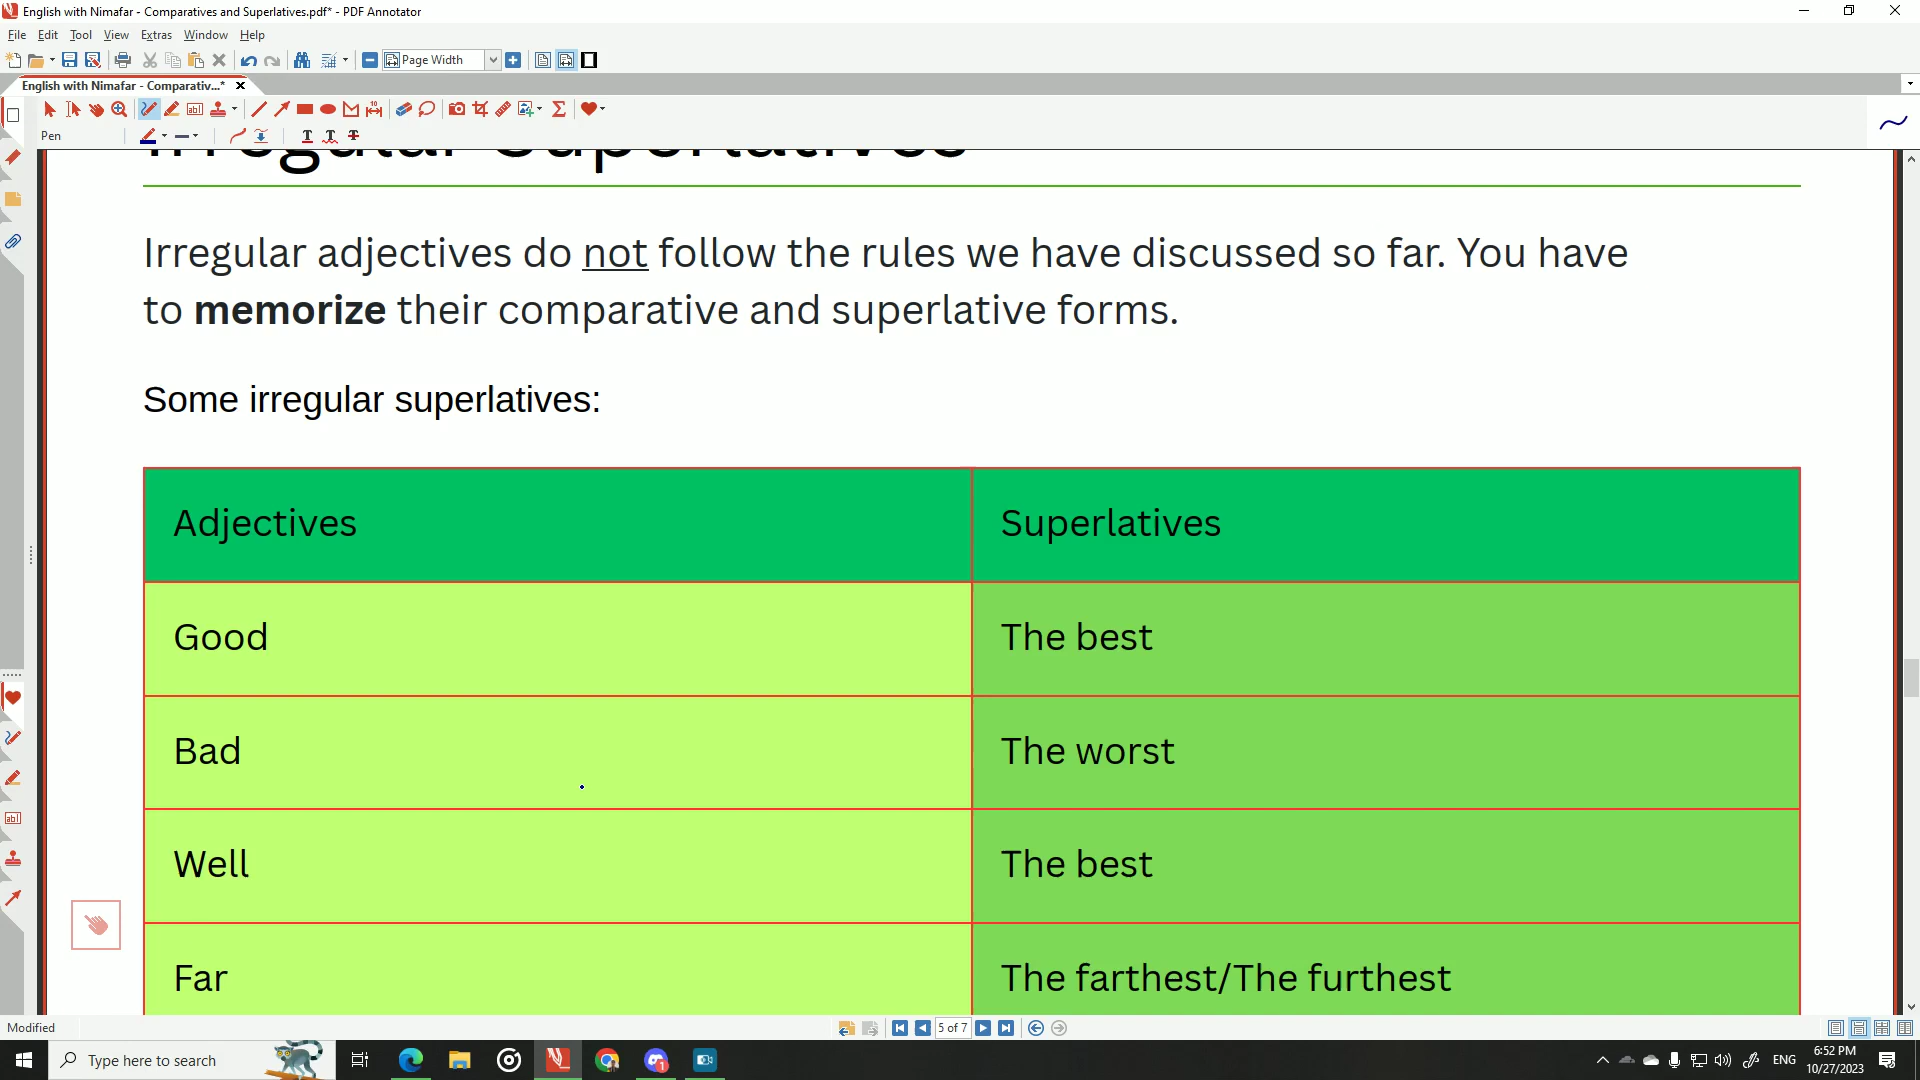 English with Nimafar - Comparatives and Superlatives.pdf* - PDF Annotator
File Edit Tool View Extras Window Help
Page Width
English with Nimafar - Comparativ...*
Pen
Irregular Superlatives
Irregular adjectives do not follow the rules we have discussed so far. You have
to memorize their comparative and superlative forms.
Some irregular superlatives:
Adjectives Superlatives
Good The best
Bad The worst
Well The best
Far The farthest/The furthest
Modified 5 of 7
Type here to search ENG 6:52 PM
10/27/2023